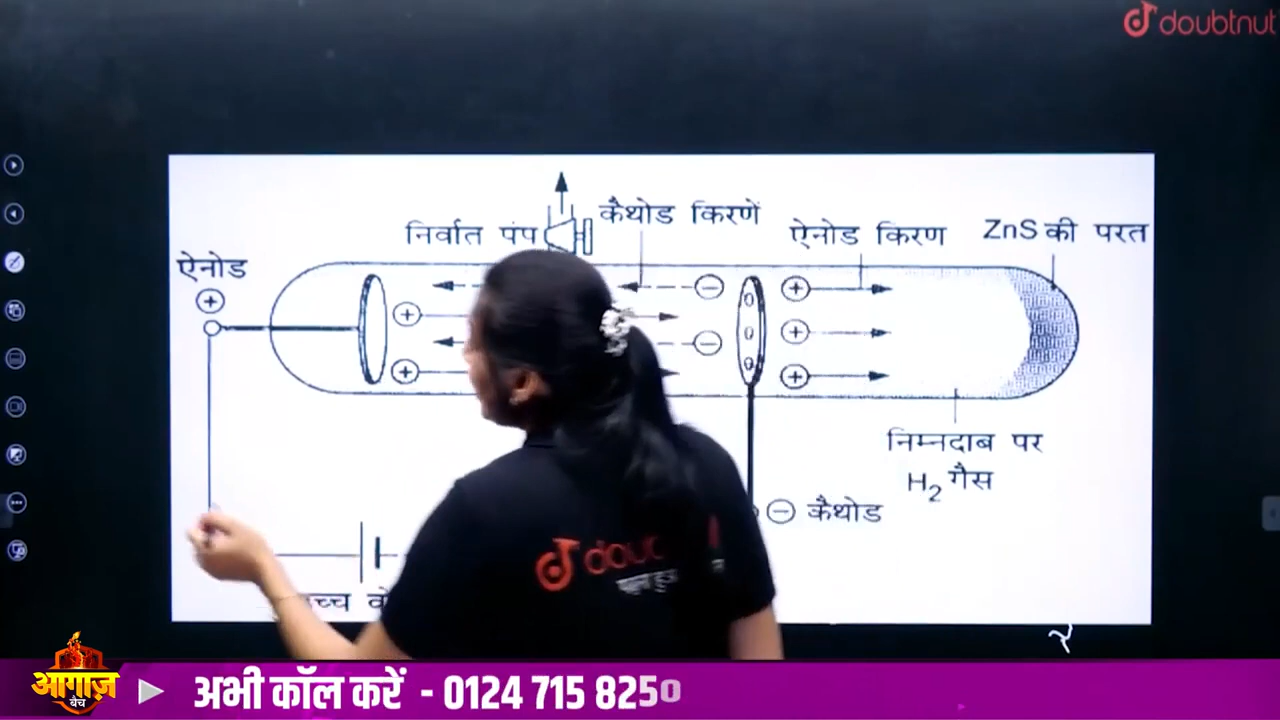 doubtnut
कैथोड किरणें
निर्वात पंप
ऐनोड किरण
ZnS की परत
ऐनोड
निम्नदाब पर
H2 गैस
कैथोड
आगाज़
बैच
अभी कॉल करें - 0124 715 8250